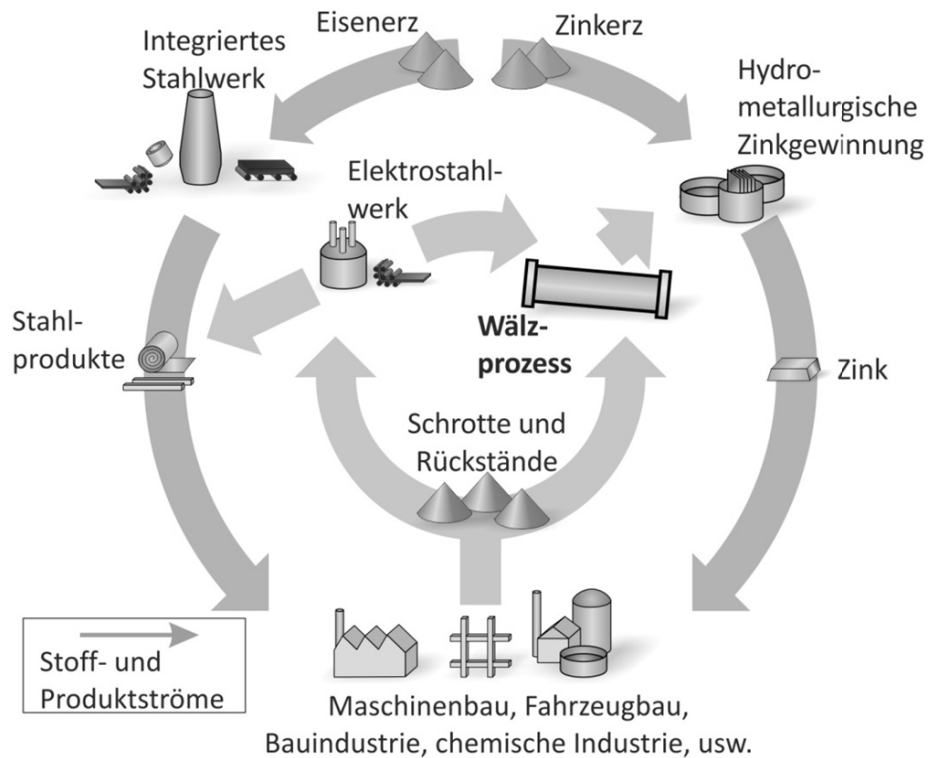 Eisenerz
Zinkerz
Integriertes
Stahlwerk
Hydro-
metallurgische
Zinkgewinnung
Elektrostahl-
werk
Stahl-
produkte
Wälz-
prozess
Zink
Schrotte und
Rückstände
Stoff- und
Produktströme
Maschinenbau, Fahrzeugbau,
Bauindustrie, chemische Industrie, usw.